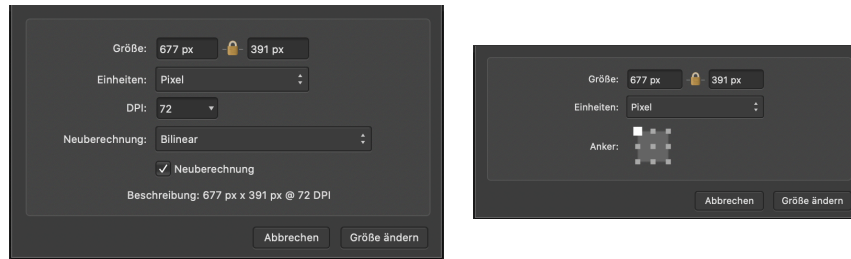 Größe: 677 px 391 px
Einheiten: Pixel
DPI: 72
Neuberechnung: Bilinear
Neuberechnung
Beschreibung: 677 px x 391 px @ 72 DPI
Abbrechen Größe ändern
Größe: 677 px 391 px
Einheiten: Pixel
Anker:
Abbrechen Größe ändern